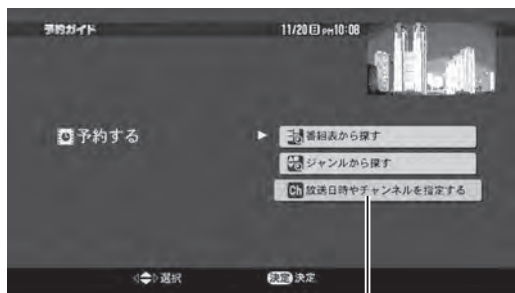 予約ガイド
11/20 日 PM10:08
予約する
番組表から探す
ジャンルから探す
Ch 放送日時やチャンネルを指定する
選択 決定 決定